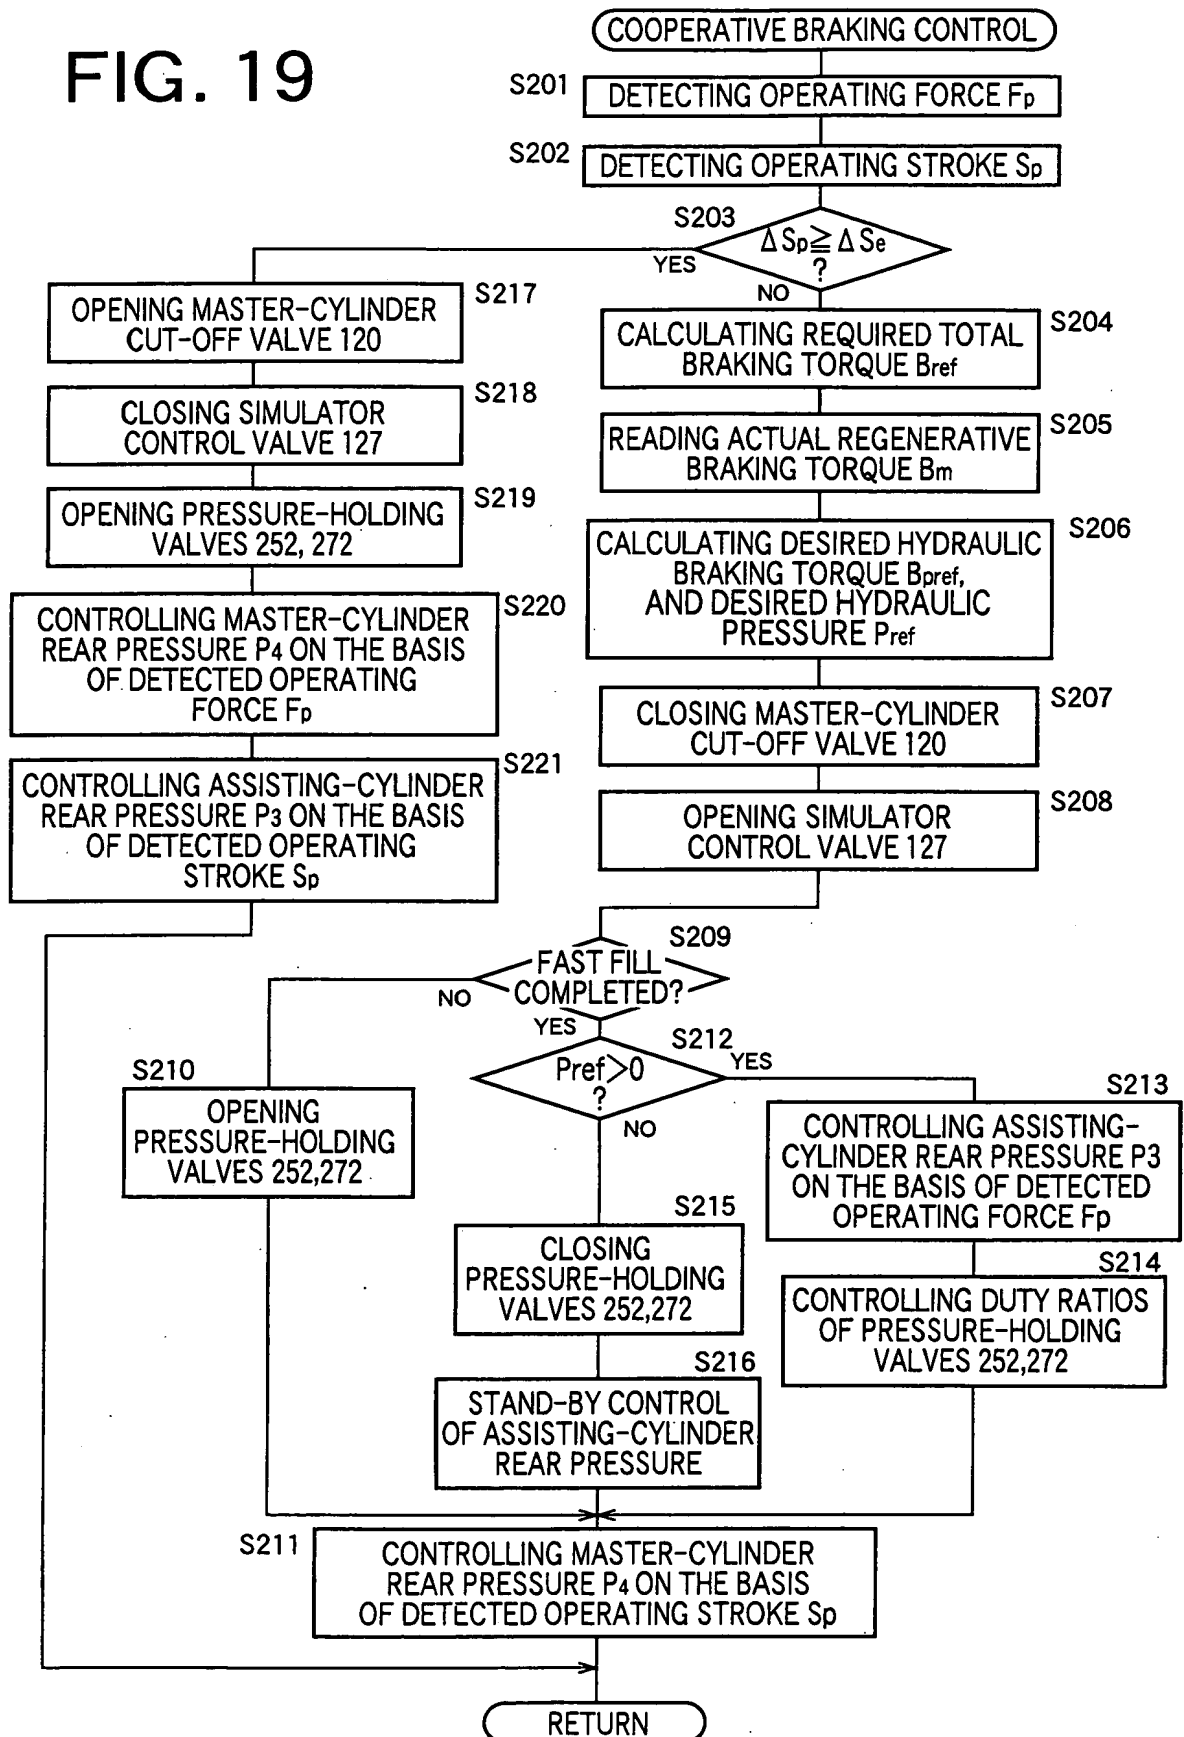 FIG. 19
COOPERATIVE BRAKING CONTROL
S201
DETECTING OPERATING FORCE Fp
S202
DETECTING OPERATING STROKE Sp
S203
ΔSp≧ΔSe
?
YES
NO
S217
OPENING MASTER-CYLINDER
CUT-OFF VALVE 120
S218
CLOSING SIMULATOR
CONTROL VALVE 127
S219
OPENING PRESSURE-HOLDING
VALVES 252, 272
S220
CONTROLLING MASTER-CYLINDER
REAR PRESSURE P4 ON THE BASIS
OF DETECTED OPERATING
FORCE Fp
S221
CONTROLLING ASSISTING-CYLINDER
REAR PRESSURE P3 ON THE BASIS
OF DETECTED OPERATING
STROKE Sp
S204
CALCULATING REQUIRED TOTAL
BRAKING TORQUE Bref
S205
READING ACTUAL REGENERATIVE
BRAKING TORQUE Bm
S206
CALCULATING DESIRED HYDRAULIC
BRAKING TORQUE Bpref,
AND DESIRED HYDRAULIC
PRESSURE Pref
S207
CLOSING MASTER-CYLINDER
CUT-OFF VALVE 120
S208
OPENING SIMULATOR
CONTROL VALVE 127
S209
FAST FILL
COMPLETED?
NO
YES
S210
OPENING
PRESSURE-HOLDING
VALVES 252,272
S212
Pref>0
?
YES
NO
S213
CONTROLLING ASSISTING-
CYLINDER REAR PRESSURE P3
ON THE BASIS OF DETECTED
OPERATING FORCE Fp
S214
CONTROLLING DUTY RATIOS
OF PRESSURE-HOLDING
VALVES 252,272
S215
CLOSING
PRESSURE-HOLDING
VALVES 252,272
S216
STAND-BY CONTROL
OF ASSISTING-CYLINDER
REAR PRESSURE
S211
CONTROLLING MASTER-CYLINDER
REAR PRESSURE P4 ON THE BASIS
OF DETECTED OPERATING STROKE Sp
RETURN